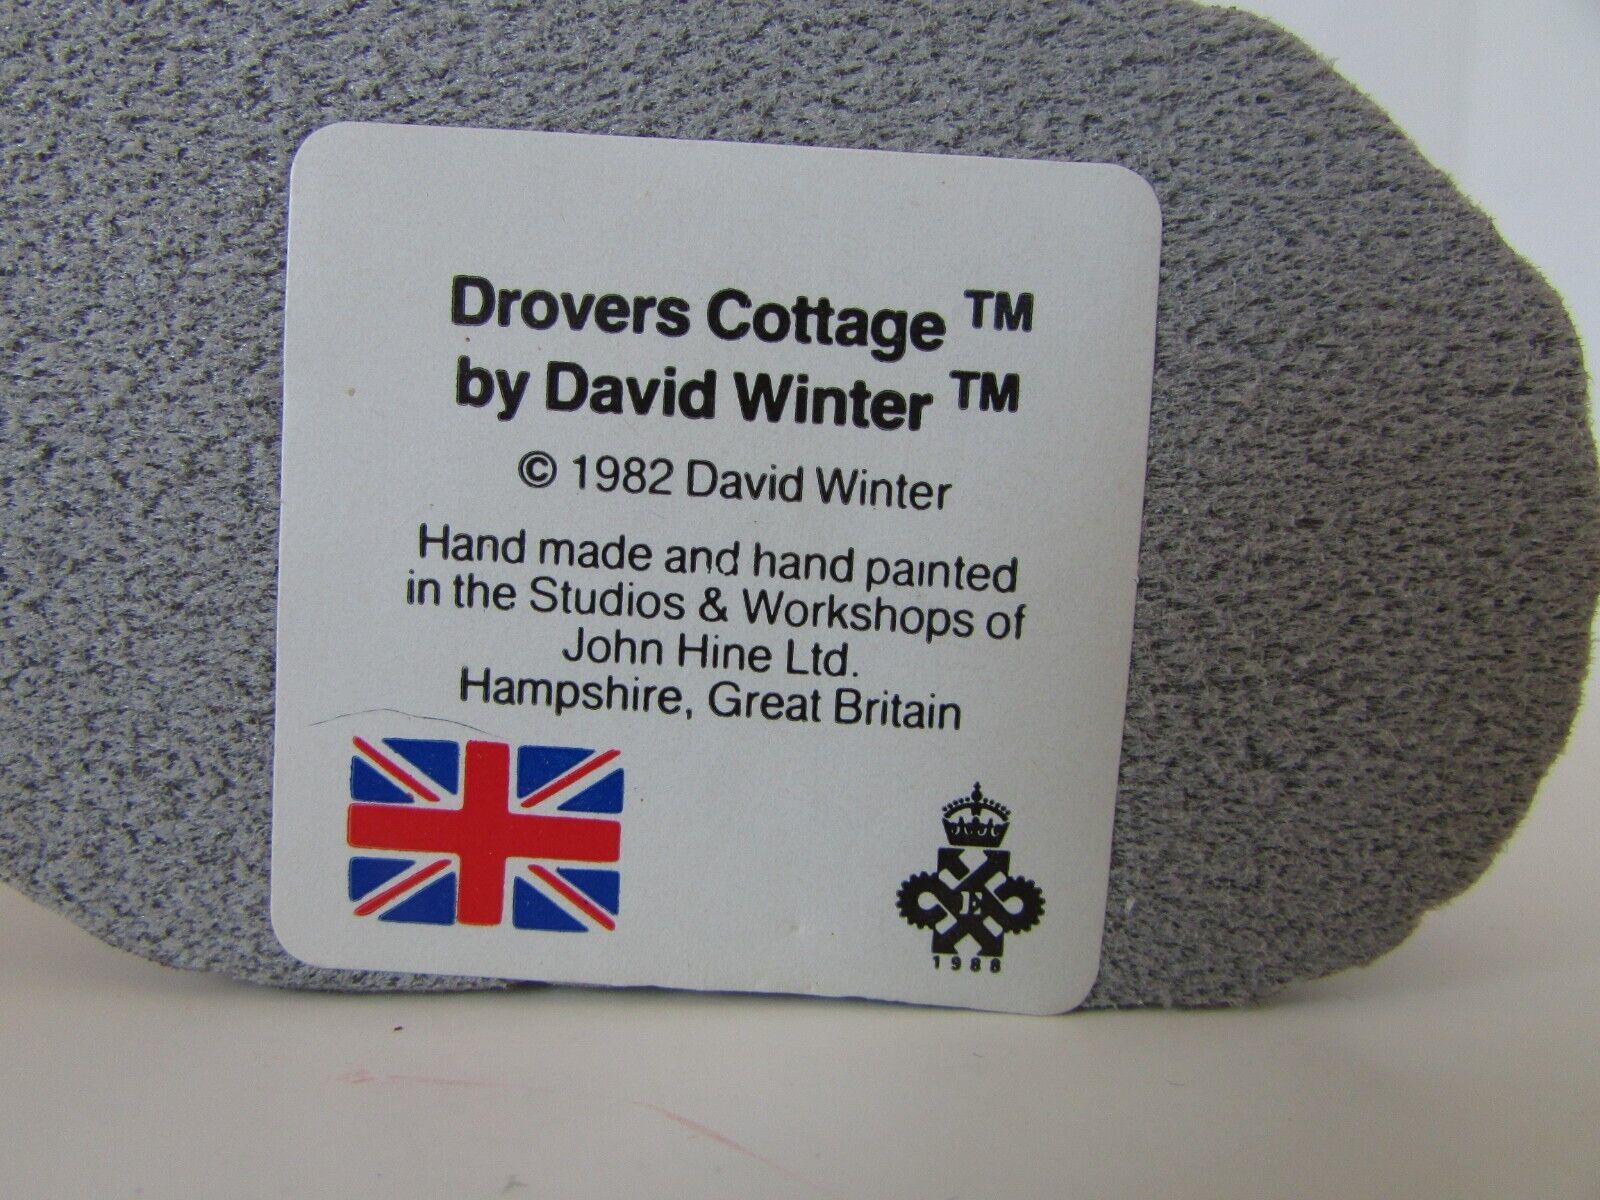 Drovers Cottage ™
by David Winter ™
© 1982 David Winter
Hand made and hand painted
in the Studios & Workshops of
John Hine Ltd.
Hampshire, Great Britain
E
1988